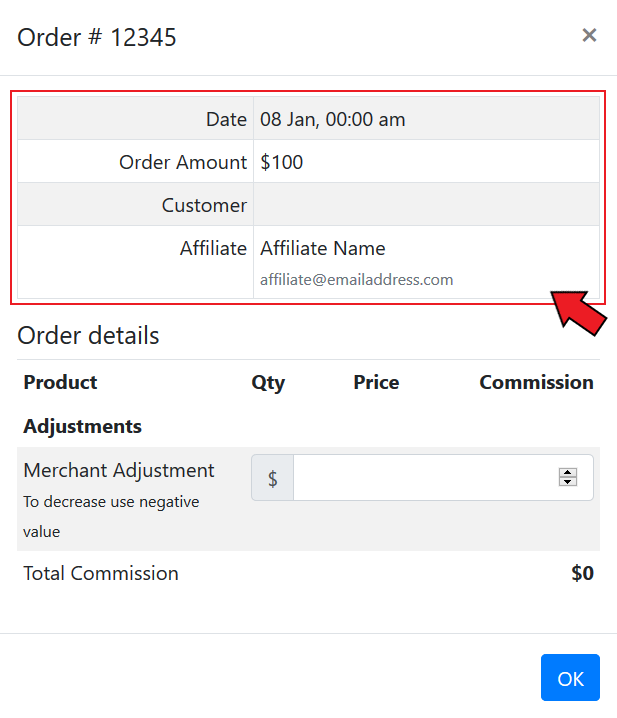 Order # 12345 ×
Date 08 Jan, 00:00 am
Order Amount $100
Customer
Affiliate Affiliate Name
affiliate@emailaddress.com
Order details
Product Qty Price Commission
Adjustments
Merchant Adjustment $
To decrease use negative
value
Total Commission $0
OK